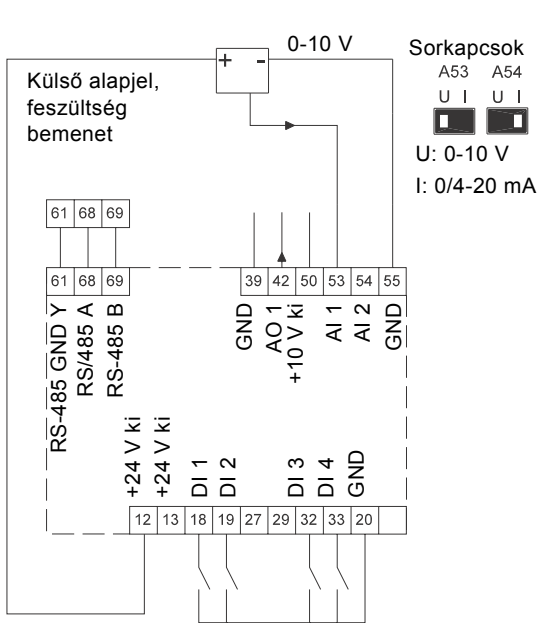 0-10 V
+ -
Külső alapjel,
feszültség
bemenet
Sorkapcsok
A53 A54
U I U I
U: 0-10 V
I: 0/4-20 mA
61 68 69
61 68 69
39 42 50 53 54 55
RS-485 GND Y
RS/485 A
RS-485 B
GND
AO 1
+10 V ki
AI 1
AI 2
GND
+24 V ki
+24 V ki
DI 1
DI 2
DI 3
DI 4
GND
12 13 18 19 27 29 32 33 20